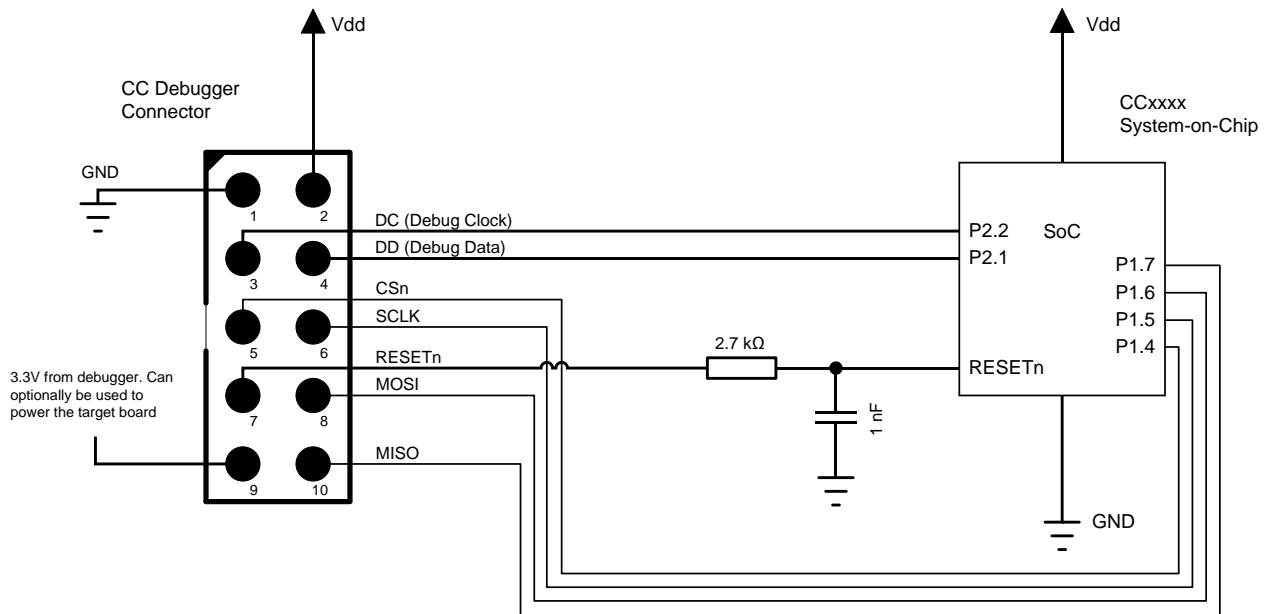 Vdd
Vdd
CC Debugger
Connector
CCxxxx
System-on-Chip
GND
1
2
DC (Debug Clock)
P2.2
SoC
DD (Debug Data)
P2.1
3
4
P1.7
CSn
P1.6
SCLK
P1.5
5
6
2.7 kΩ
P1.4
RESETn
RESETn
3.3V from debugger. Can
optionally be used to
power the target board
MOSI
7
8
1 nF
MISO
9
10
GND